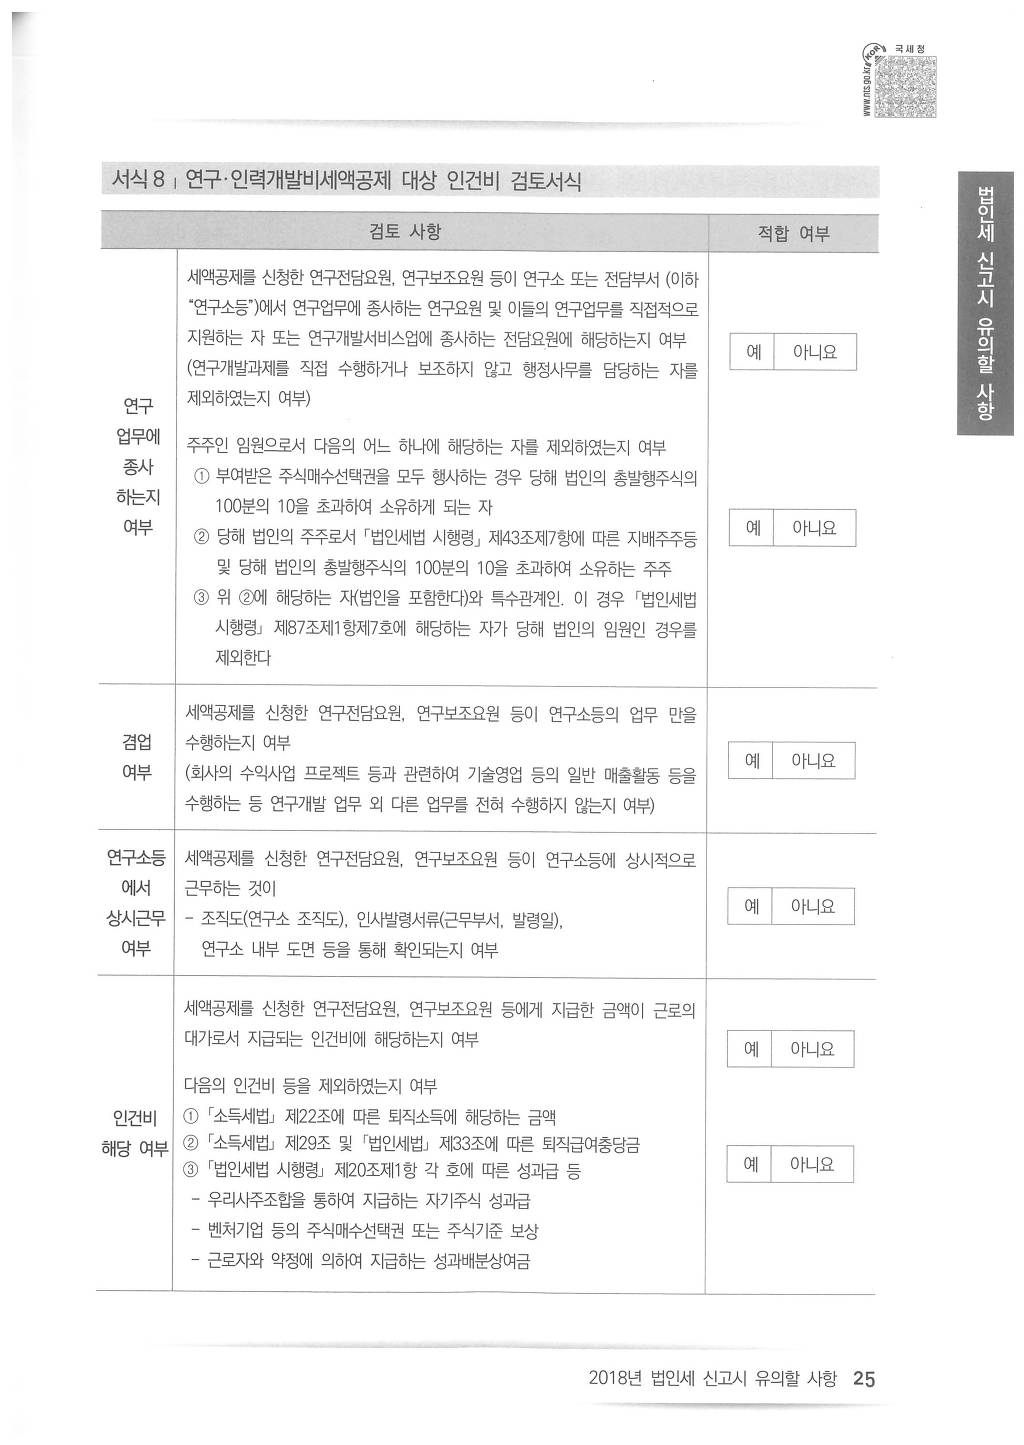 국세청
KOR
www.nts.go.kr
서식 8 | 연구·인력개발비세액공제 대상 인건비 검토서식
법인세 신고시 유의할 사항
검토 사항
적합 여부
연구
업무에
종사
하는지
여부
세액공제를 신청한 연구전담요원, 연구보조요원 등이 연구소 또는 전담부서 (이하
“연구소등”)에서 연구업무에 종사하는 연구요원 및 이들의 연구업무를 직접적으로
지원하는 자 또는 연구개발서비스업에 종사하는 전담요원에 해당하는지 여부
(연구개발과제를 직접 수행하거나 보조하지 않고 행정사무를 담당하는 자를
제외하였는지 여부)
예 아니요
주주인 임원으로서 다음의 어느 하나에 해당하는 자를 제외하였는지 여부
① 부여받은 주식매수선택권을 모두 행사하는 경우 당해 법인의 총발행주식의
100분의 10을 초과하여 소유하게 되는 자
② 당해 법인의 주주로서 「법인세법 시행령」 제43조제7항에 따른 지배주주등
및 당해 법인의 총발행주식의 100분의 10을 초과하여 소유하는 주주
③ 위 ②에 해당하는 자(법인을 포함한다)와 특수관계인. 이 경우 「법인세법
시행령」 제87조제1항제7호에 해당하는 자가 당해 법인의 임원인 경우를
제외한다
예 아니요
겸업
여부
세액공제를 신청한 연구전담요원, 연구보조요원 등이 연구소등의 업무 만을
수행하는지 여부
(회사의 수익사업 프로젝트 등과 관련하여 기술영업 등의 일반 매출활동 등을
수행하는 등 연구개발 업무 외 다른 업무를 전혀 수행하지 않는지 여부)
예 아니요
연구소등
에서
상시근무
여부
세액공제를 신청한 연구전담요원, 연구보조요원 등이 연구소등에 상시적으로
근무하는 것이
- 조직도(연구소 조직도), 인사발령서류(근무부서, 발령일),
연구소 내부 도면 등을 통해 확인되는지 여부
예 아니요
인건비
해당 여부
세액공제를 신청한 연구전담요원, 연구보조요원 등에게 지급한 금액이 근로의
대가로서 지급되는 인건비에 해당하는지 여부
예 아니요
다음의 인건비 등을 제외하였는지 여부
① 「소득세법」 제22조에 따른 퇴직소득에 해당하는 금액
② 「소득세법」 제29조 및 「법인세법」 제33조에 따른 퇴직급여충당금
③ 「법인세법 시행령」 제20조제1항 각 호에 따른 성과급 등
- 우리사주조합을 통하여 지급하는 자기주식 성과급
- 벤처기업 등의 주식매수선택권 또는 주식기준 보상
- 근로자와 약정에 의하여 지급하는 성과배분상여금
예 아니요
2018년 법인세 신고시 유의할 사항 25